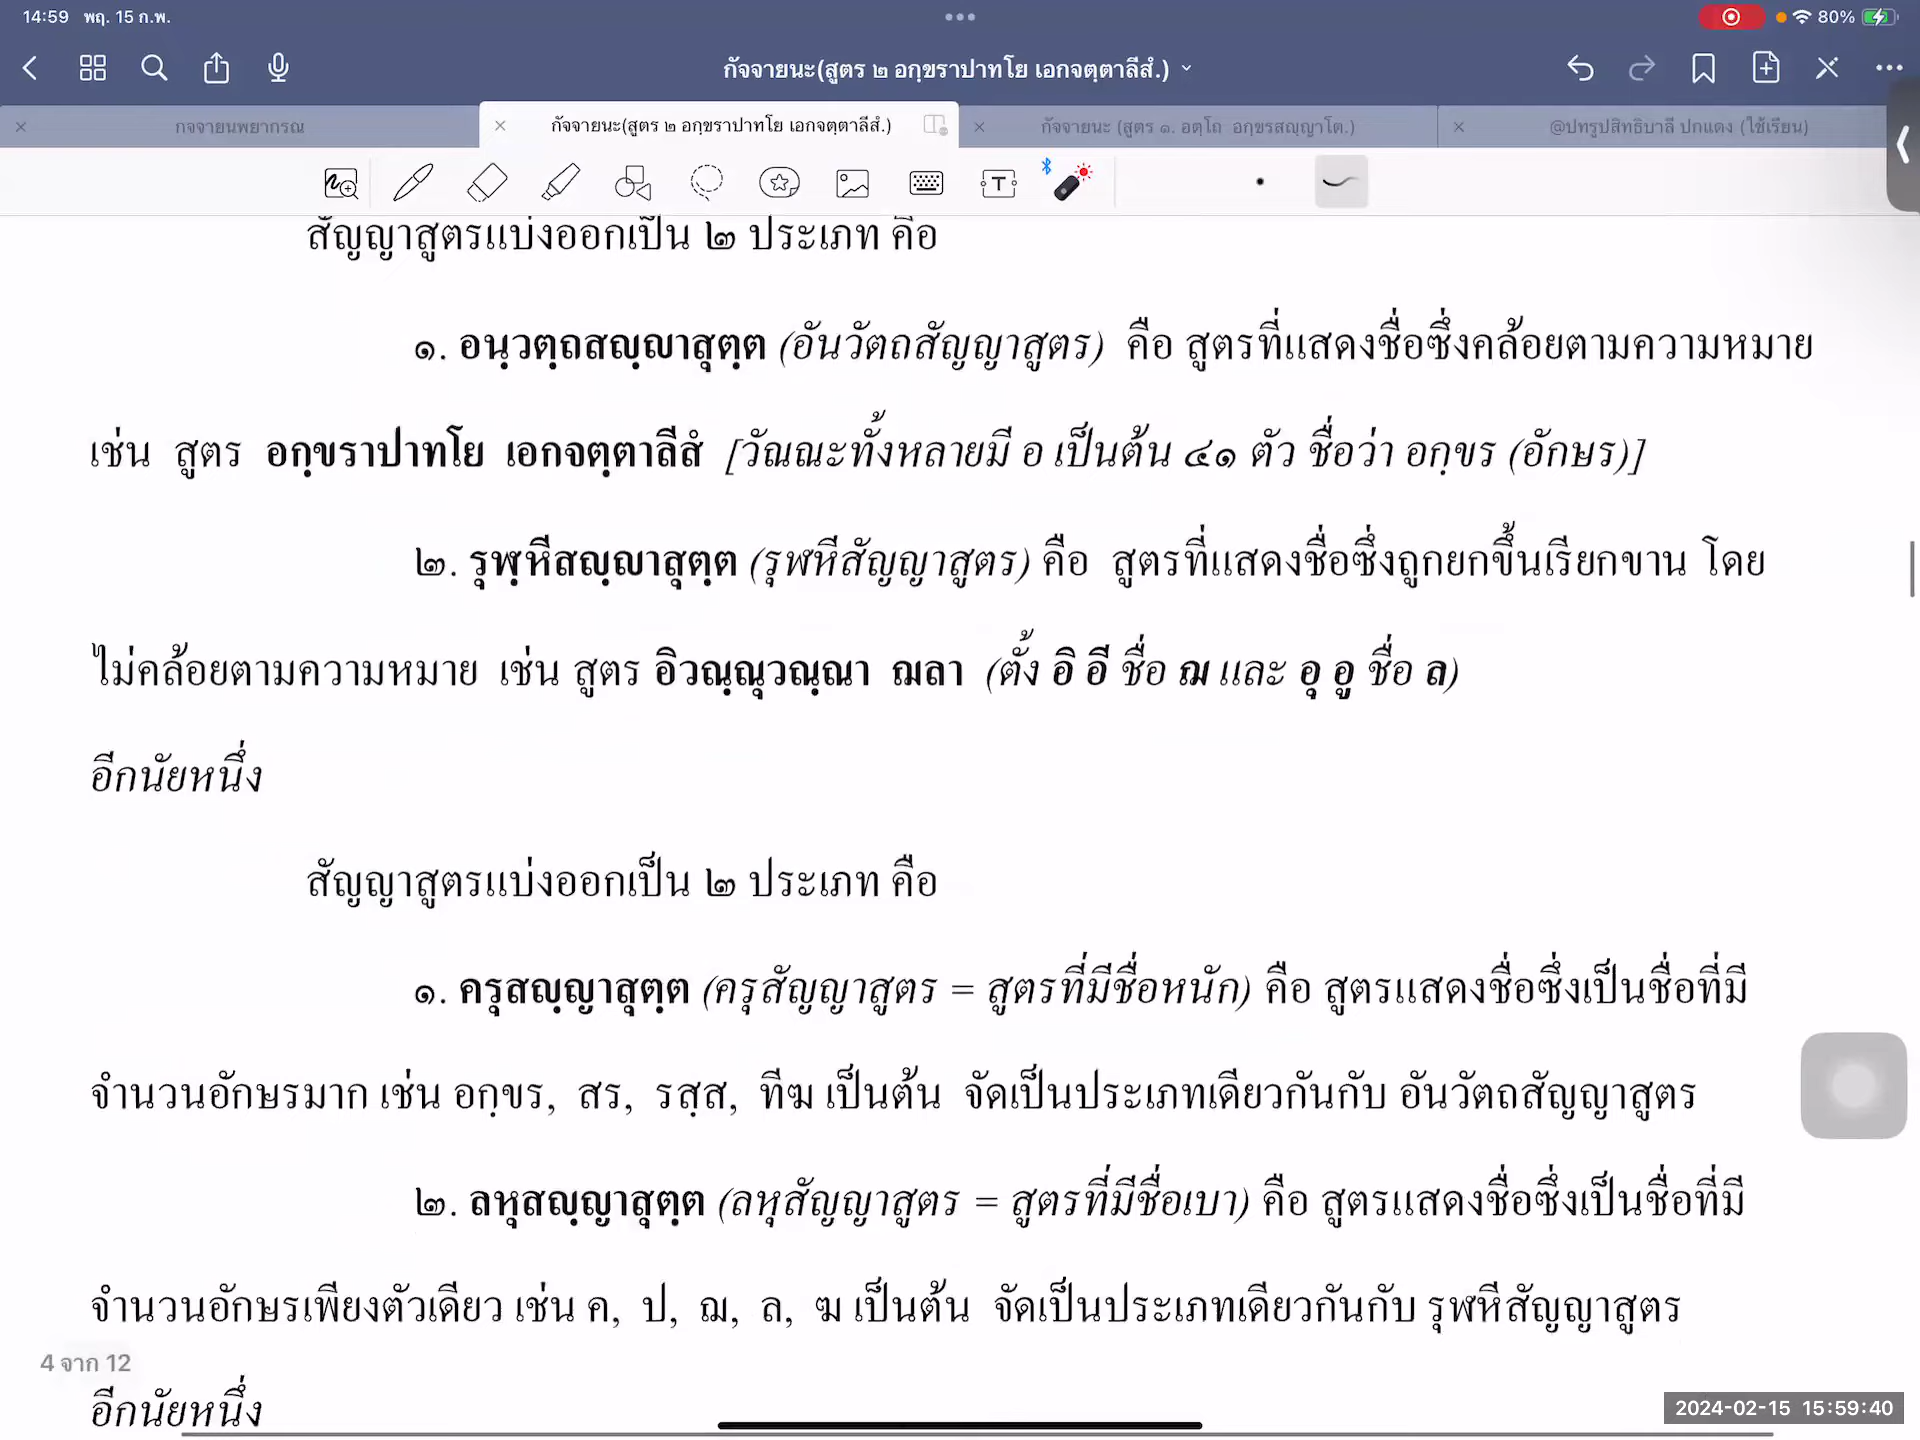 14:59 พฤ. 15 ก.พ.
80%
กัจจายนะ(สูตร ๒ อกฺขราปาทโย เอกจตฺตาลีสํ.)
กจจายนพยากรณ
กัจจายนะ(สูตร ๒ อกฺขราปาทโย เอกจตฺตาลีสํ.)
กัจจายนะ (สูตร ๑. อตฺโถ อกฺขรสญฺญาโต.)
@ปทรูปสิทธิบาลี ปกแดง (ใช้เรียน)
สัญญาสูตรแบ่งออกเป็น ๒ ประเภท คือ
๑. อนฺวตฺถสญฺญาสุตฺต (อันวัตถสัญญาสูตร) คือ สูตรที่แสดงชื่อซึ่งคล้อยตามความหมาย
เช่น สูตร อกฺขราปาทโย เอกจตฺตาลีสํ [วัณณะทั้งหลายมี อ เป็นต้น ๔๑ ตัว ชื่อว่า อกฺขร (อักษร)]
๒. รุฬฺหีสญฺญาสุตฺต (รุฬหีสัญญาสูตร) คือ สูตรที่แสดงชื่อซึ่งถูกยกขึ้นเรียกขาน โดย
ไม่คล้อยตามความหมาย เช่น สูตร อิวณฺณุวณฺณา ฌลา (ตั้ง อิ อี ชื่อ ฌ และ อุ อู ชื่อ ล)
อีกนัยหนึ่ง
สัญญาสูตรแบ่งออกเป็น ๒ ประเภท คือ
๑. ครุสญฺญาสุตฺต (ครุสัญญาสูตร = สูตรที่มีชื่อหนัก) คือ สูตรแสดงชื่อซึ่งเป็นชื่อที่มี
จำนวนอักษรมาก เช่น อกฺขร, สร, รสฺส, ทีฆ เป็นต้น จัดเป็นประเภทเดียวกันกับ อันวัตถสัญญาสูตร
๒. ลหุสญฺญาสุตฺต (ลหุสัญญาสูตร = สูตรที่มีชื่อเบา) คือ สูตรแสดงชื่อซึ่งเป็นชื่อที่มี
จำนวนอักษรเพียงตัวเดียว เช่น ค, ป, ฌ, ล, ฆ เป็นต้น จัดเป็นประเภทเดียวกันกับ รุฬหีสัญญาสูตร
4 จาก 12
อีกนัยหนึ่ง
2024-02-15 15:59:40